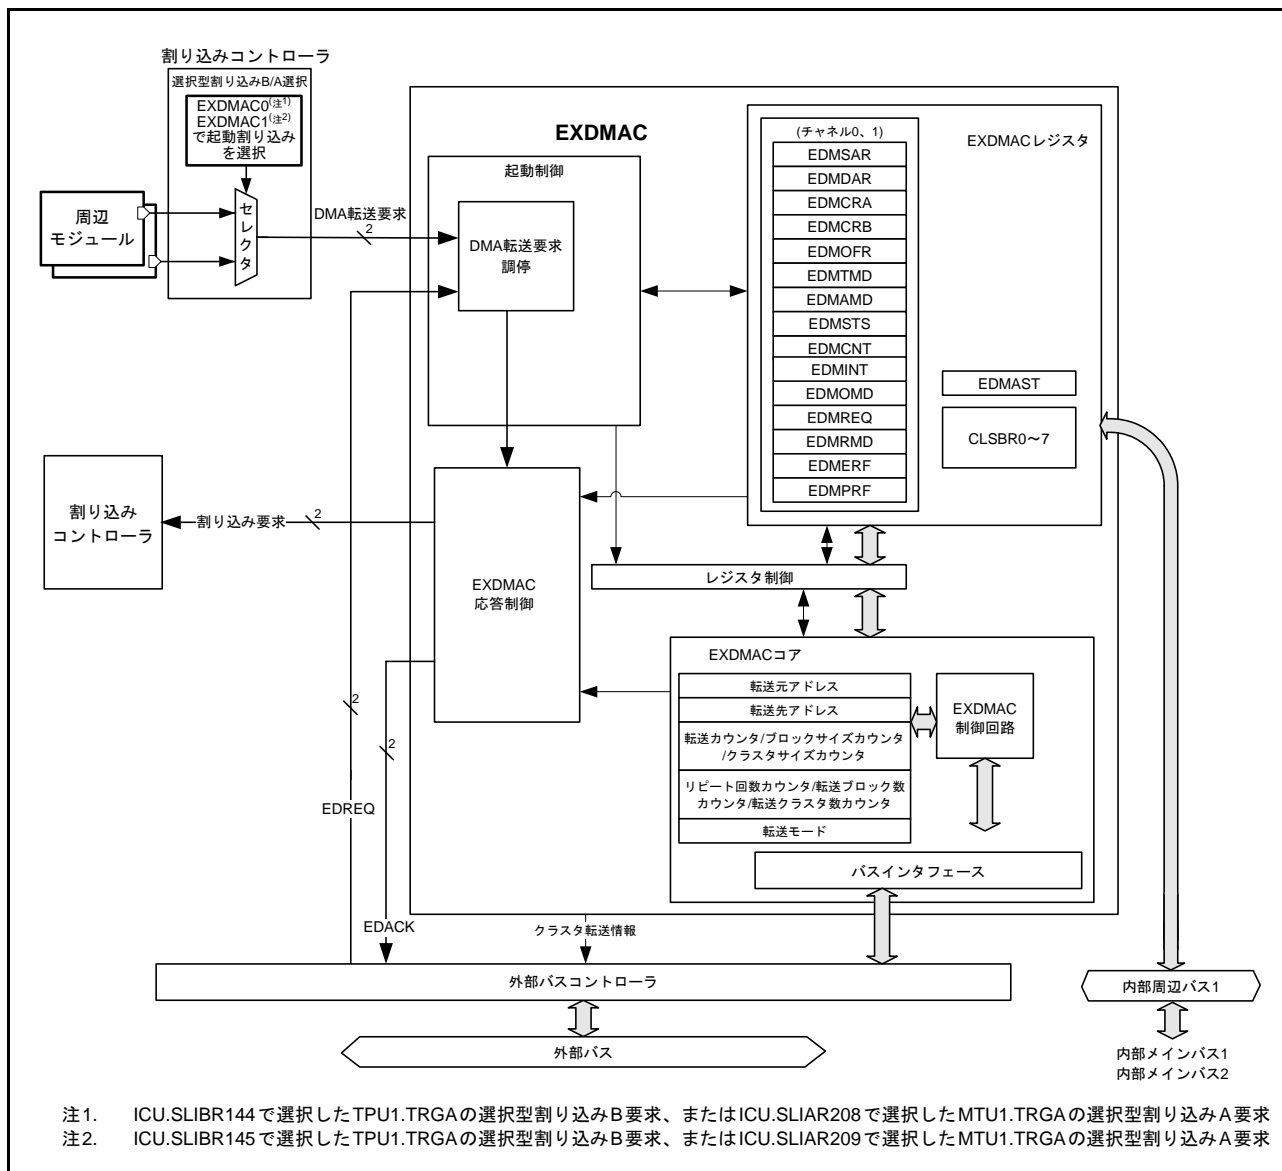 割り込みコントローラ
選択型割り込みB/A選択
EXDMAC0(注1)
EXDMAC1(注2)
で起動割り込み
を選択
周辺
モジュール
セレクタ
DMA転送要求
2
EXDMAC
起動制御
DMA転送要求
調停
(チャネル0、1)
EDMSAR
EDMDAR
EDMCRA
EDMCRB
EDMOFR
EDMTMD
EDMAMD
EDMSTS
EDMCNT
EDMINT
EDMOMD
EDMREQ
EDMRMD
EDMERF
EDMPRF
EXDMACレジスタ
EDMAST
CLSBR0～7
割り込み
コントローラ
割り込み要求
2
EXDMAC
応答制御
レジスタ制御
EXDMACコア
転送元アドレス
転送先アドレス
転送カウンタ/ブロックサイズカウンタ
/クラスタサイズカウンタ
リピート回数カウンタ/転送ブロック数
カウンタ/転送クラスタ数カウンタ
転送モード
EXDMAC
制御回路
バスインタフェース
2
2
EDREQ
EDACK
クラスタ転送情報
外部バスコントローラ
外部バス
内部周辺バス1
内部メインバス1
内部メインバス2
注1. ICU.SLIBR144で選択したTPU1.TRGAの選択型割り込みB要求、またはICU.SLIAR208で選択したMTU1.TRGAの選択型割り込みA要求
注2. ICU.SLIBR145で選択したTPU1.TRGAの選択型割り込みB要求、またはICU.SLIAR209で選択したMTU1.TRGAの選択型割り込みA要求